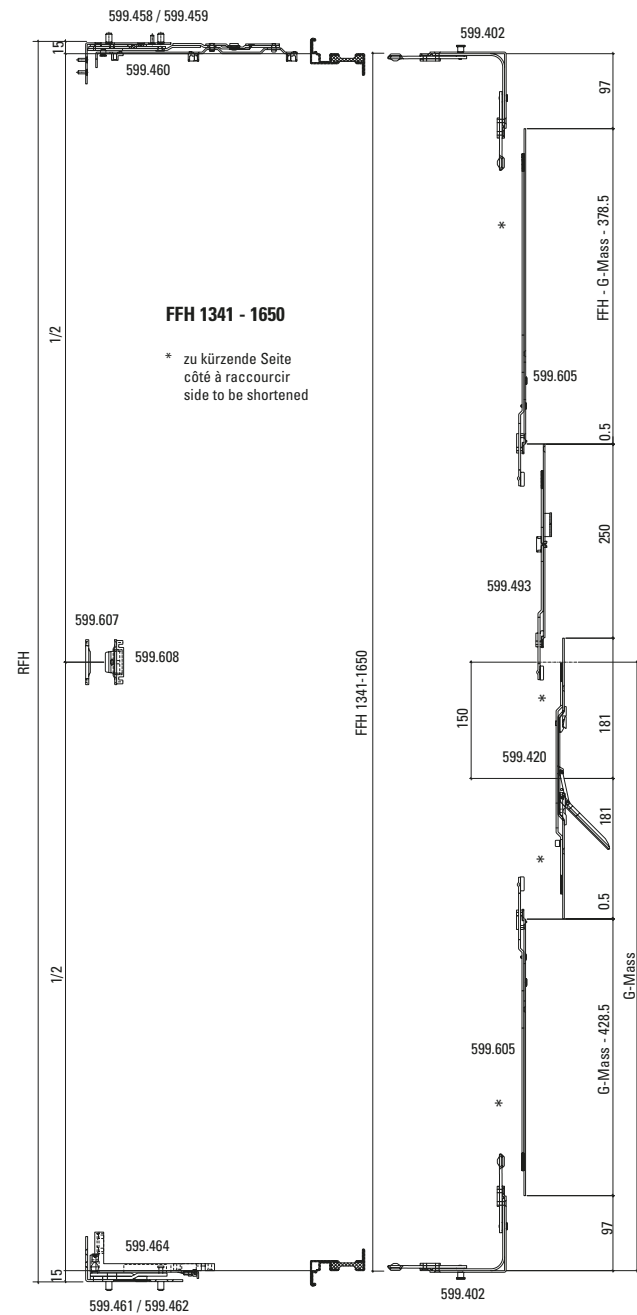 599.458 / 599.459
599.402
15
599.460
97
FFH - G-Mass - 378.5
*
FFH 1341 - 1650
1/2
* zu kürzende Seite
côté à raccourcir
side to be shortened
599.605
0.5
250
599.493
599.607
599.608
RFH
FFH 1341-1650
*
150
181
599.420
181
*
0.5
G-Mass
1/2
G-Mass - 428.5
599.605
*
97
599.464
15
599.461 / 599.462
599.402